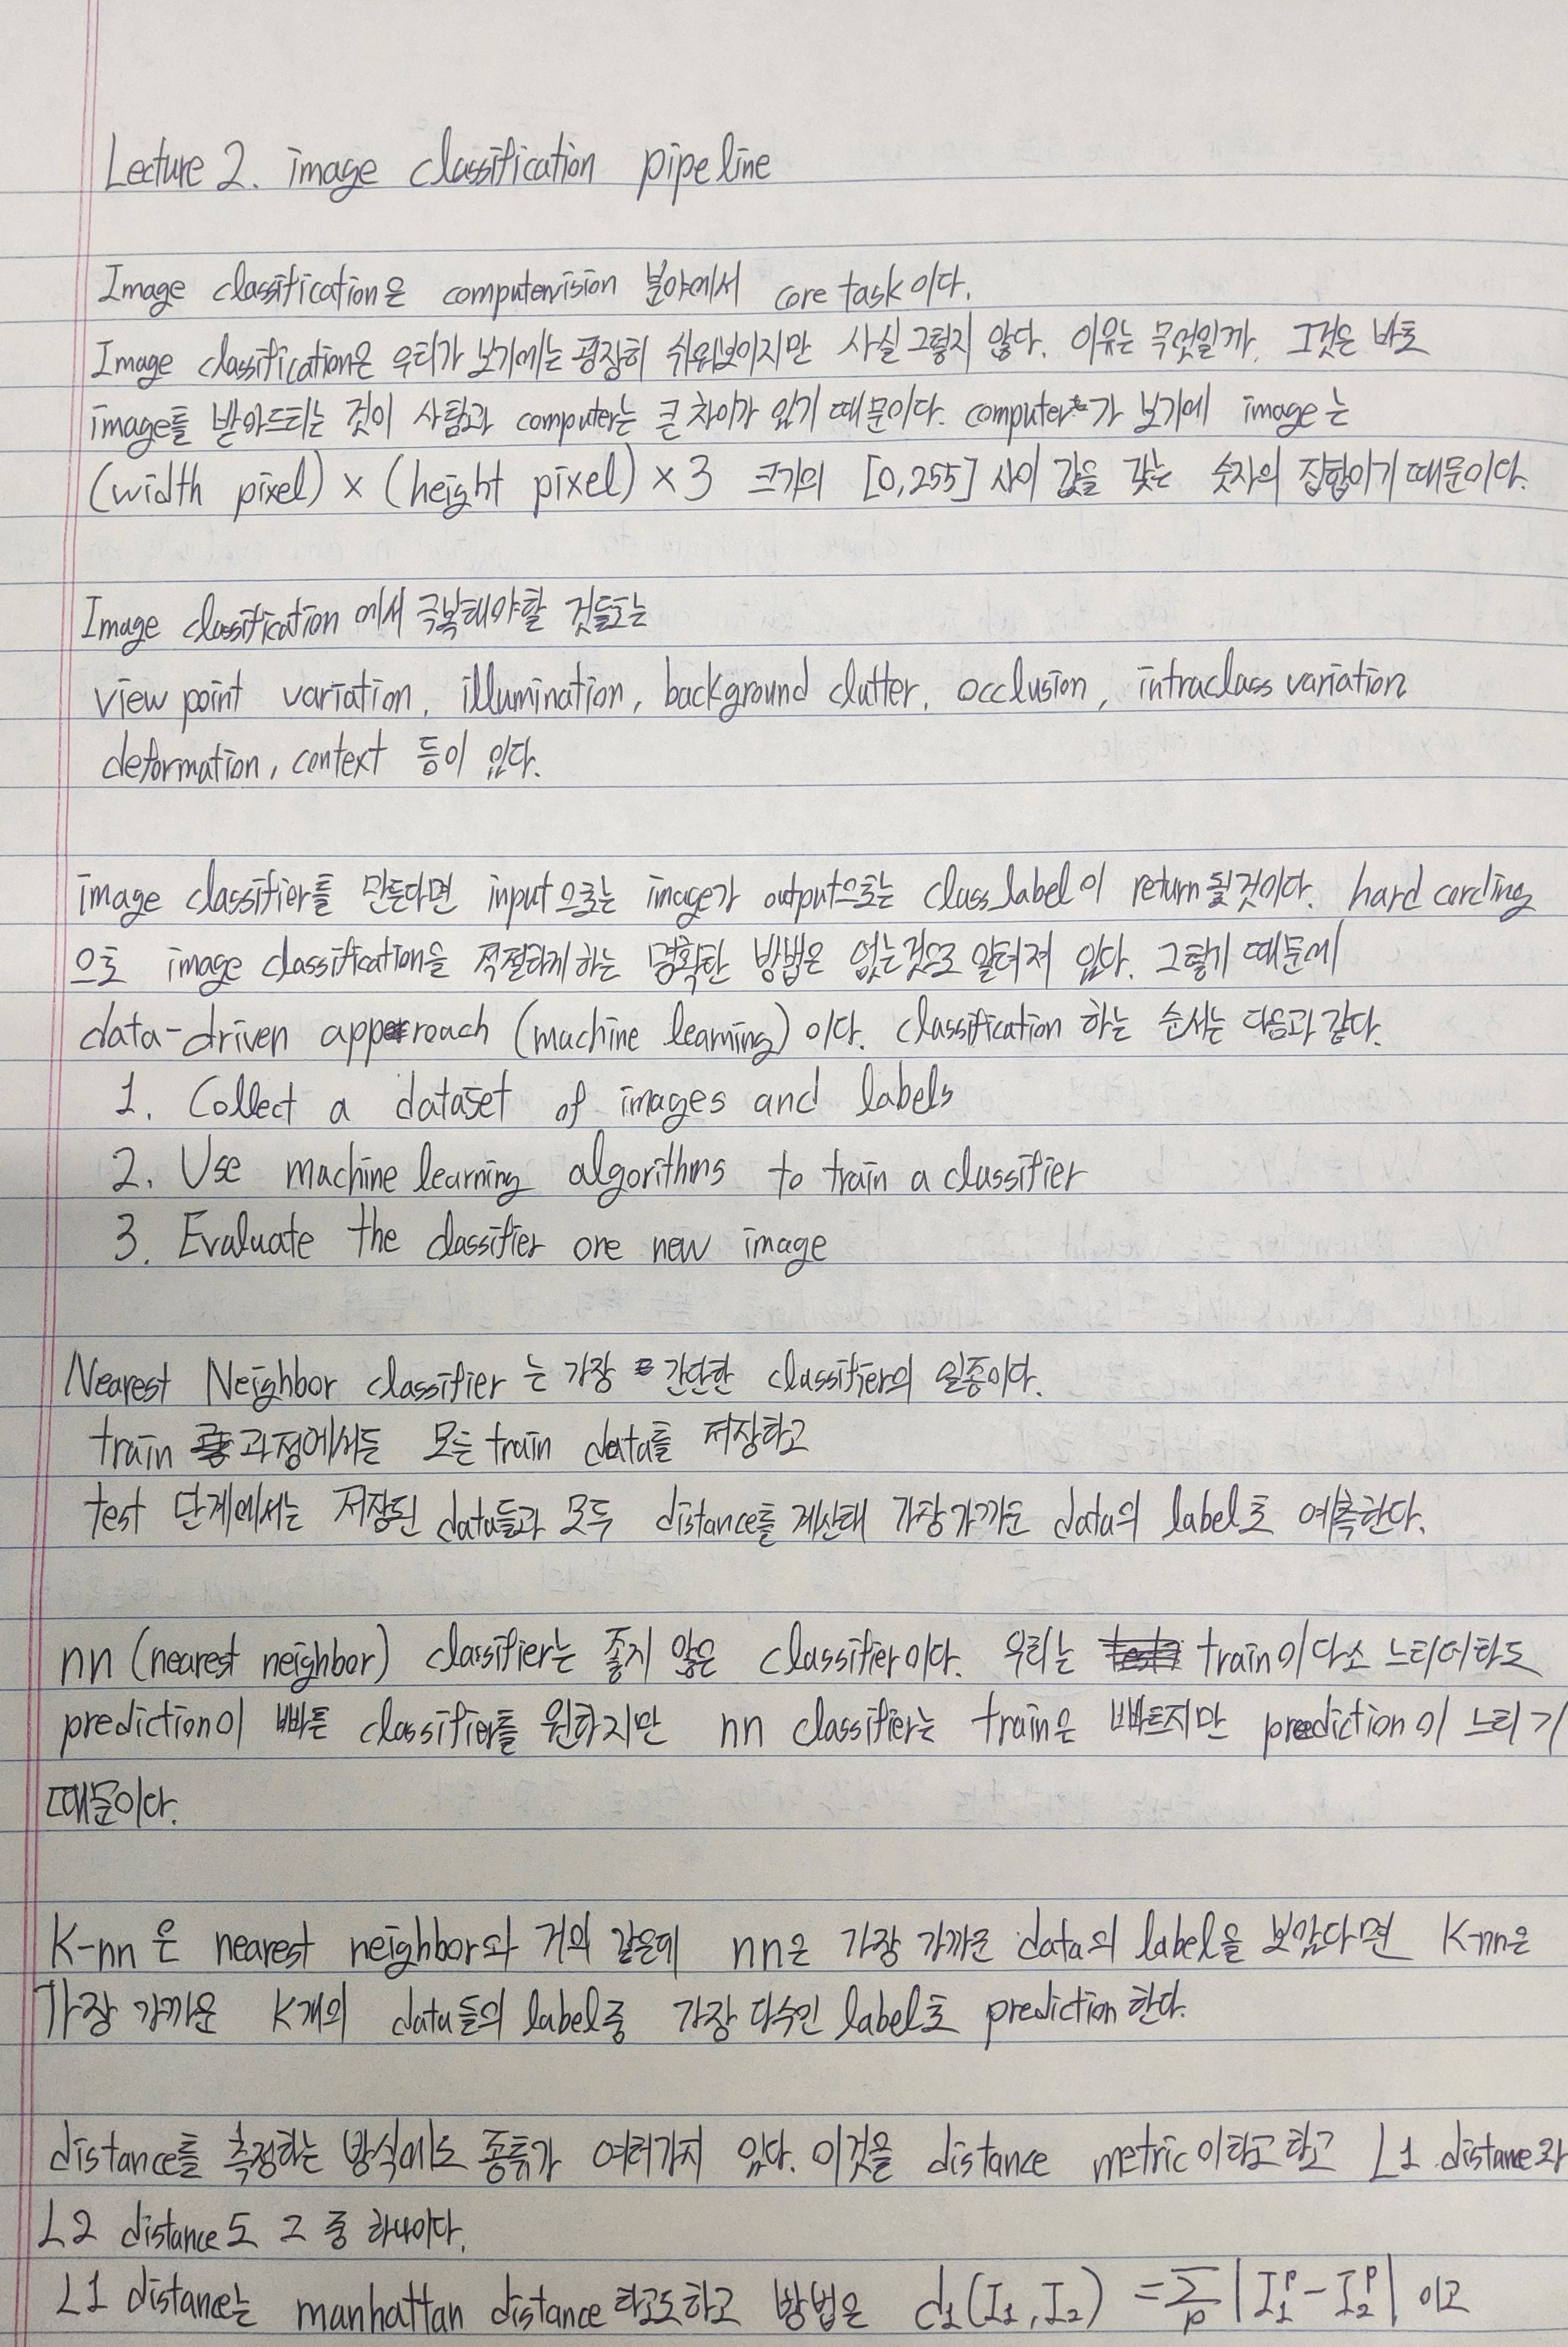 Lecture 2. image classification pipeline
Image classification은 computervision 분야에서 core task이다.
Image classification은 우리가 보기에는 굉장히 쉬워보이지만 사실 그렇지 않다. 이유는 무엇일까. 그것은 바로
image를 받아드리는 것이 사람과 computer는 큰 차이가 있기 때문이다. computer가 보기에 image는
(width pixel) × (height pixel) × 3 크기의 [0,255] 사이 값을 갖는 숫자의 집합이기 때문이다.
Image classification 에서 극복해야할 것들로는
view point variation, illumination, background clutter, occlusion, intraclass variation
deformation, context 등이 있다.
image classifier를 만든다면 input으로는 image가 output으로는 class_label이 return 될것이다. hard cording
으로 image classification을 적절하게 하는 명확한 방법은 없는것으로 알려져 있다. 그렇기 때문에
data-driven approach (machine learning) 이다. classification 하는 순서는 다음과 같다.
1. Collect a dataset of images and labels
2. Use machine learning algorithms to train a classifier
3. Evaluate the classifier one new image
Nearest Neighbor classifier 는 가장 간단한 classifier의 일종이다.
train 과정에서는 모든 train data를 저장하고
test 단계에서는 저장된 data들과 모두 distance를 계산해 가장 가까운 data의 label로 예측한다.
nn (nearest neighbor) classifier는 좋지 않은 classifier이다. 우리는 train이 다소 느리더라도
prediction이 빠른 classifier를 원하지만 nn classifier는 train은 빠르지만 prediction이 느리기
때문이다.
K-nn 은 nearest neighbor와 거의 같은데 nn은 가장 가까운 data의 label을 보았다면 K-nn은
가장 가까운 K개의 data들의 label중 가장 다수인 label로 prediction 한다.
distance를 측정하는 방식에도 종류가 여러가지 있다. 이것을 distance metric이라고 하고 L1 distance와
L2 distance도 그 중 하나이다.
L1 distance는 manhattan distance 라고도하고 방법은 d₁(I₁, I₂) = Σₚ |I₁ᵖ - I₂ᵖ| 이고